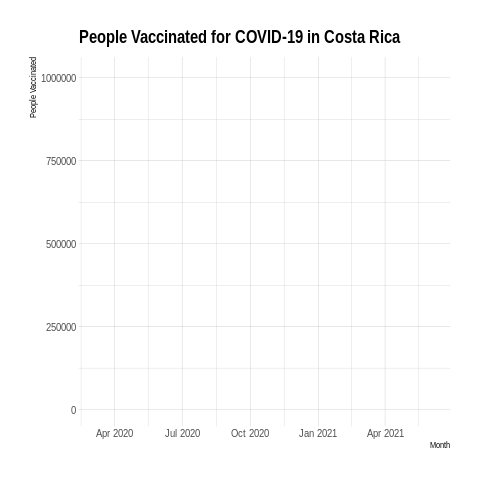 People Vaccinated for COVID-19 in Costa Rica
People Vaccinated
1000000
750000
500000
250000
0
Apr 2020 Jul 2020 Oct 2020 Jan 2021 Apr 2021
Month